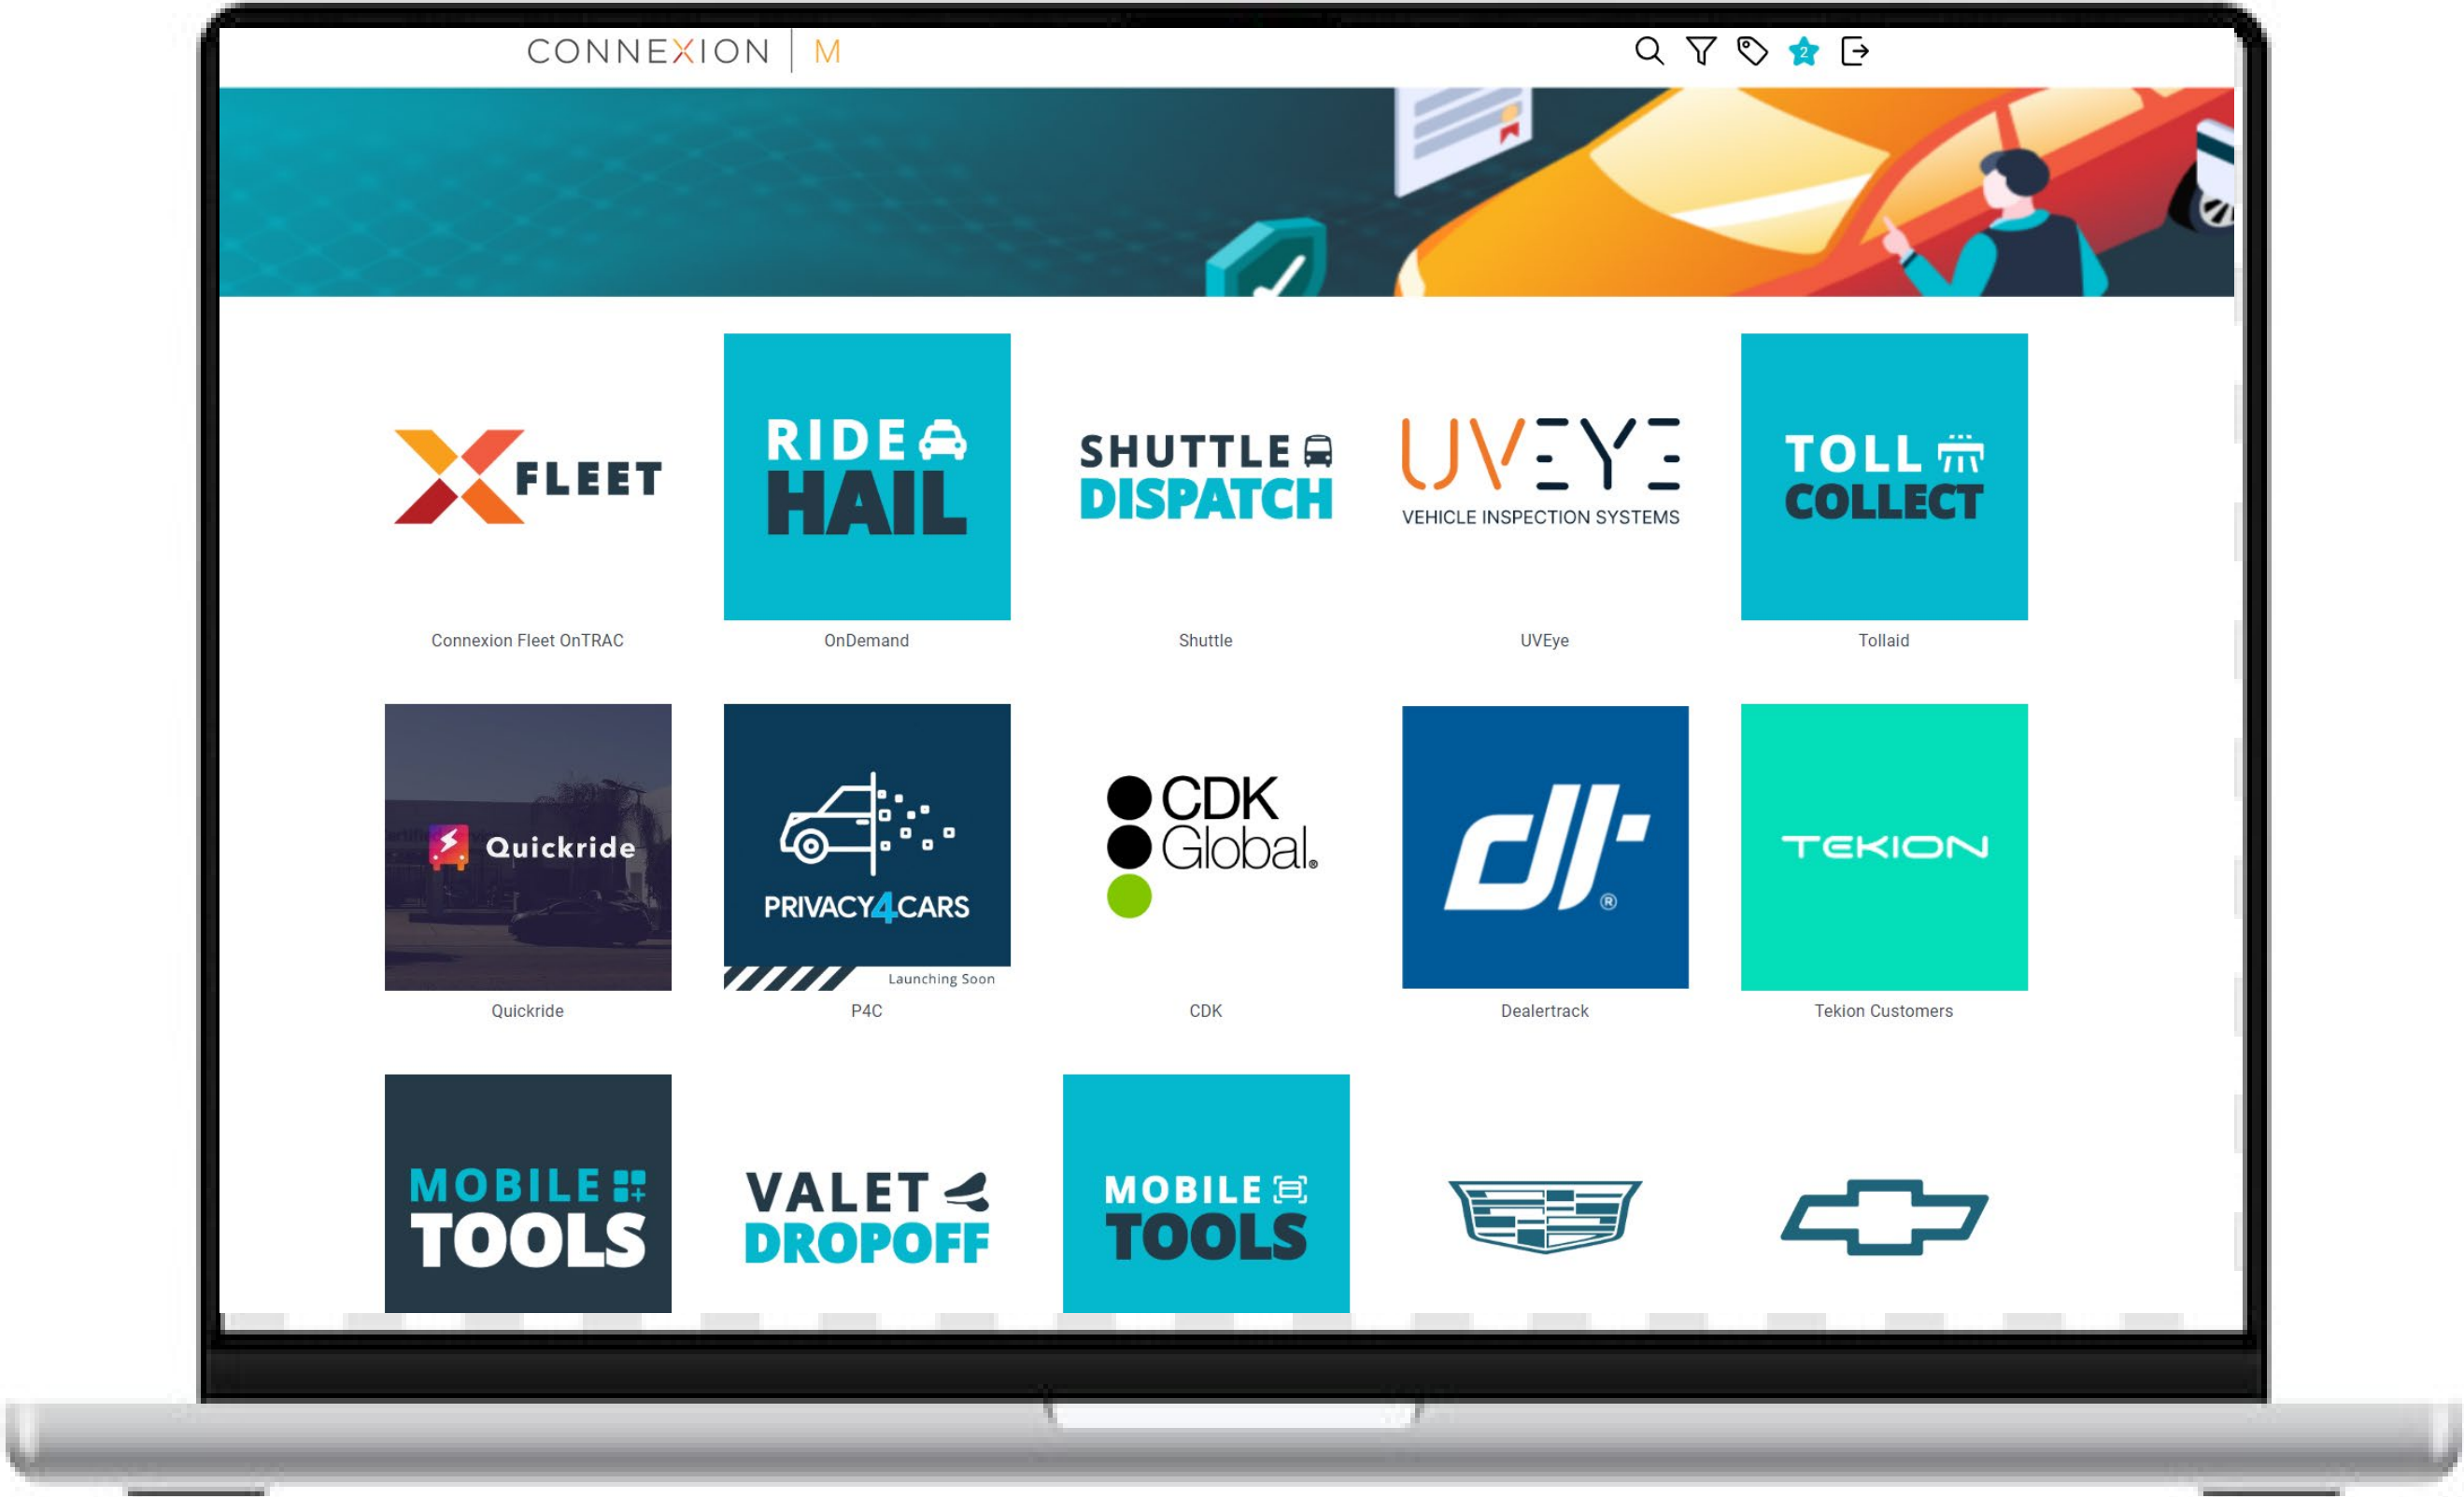 CONNEXION | M
2
FLEET
RIDE
HAIL
SHUTTLE
DISPATCH
UVEYE
VEHICLE INSPECTION SYSTEMS
TOLL
COLLECT
Connexion Fleet OnTRAC
OnDemand
Shuttle
UVEye
Tollaid
Quickride
PRIVACY4CARS
Launching Soon
CDK
Global®
dt®
TEKION
Quickride
P4C
CDK
Dealertrack
Tekion Customers
MOBILE
TOOLS
VALET
DROPOFF
MOBILE
TOOLS